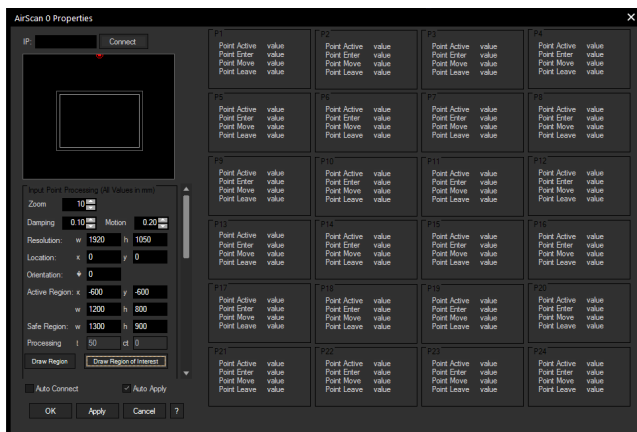 AirScan 0 Properties
IP: Connect
Input Point Processing (All Values in mm)
Zoom 10
Damping 0.10 Motion 0.20
Resolution: w 1920 h 1050
Location: x 0 y 0
Orientation: 0
Active Region: x -600 y -600
w 1200 h 800
Safe Region: w 1300 h 900
Processing t 50 ct 0
Draw Region Draw Region of Interest
Auto Connect Auto Apply
OK Apply Cancel ?
P1 P2 P3 P4
Point Active value Point Active value Point Active value Point Active value
Point Enter value Point Enter value Point Enter value Point Enter value
Point Move value Point Move value Point Move value Point Move value
Point Leave value Point Leave value Point Leave value Point Leave value
P5 P6 P7 P8
Point Active value Point Active value Point Active value Point Active value
Point Enter value Point Enter value Point Enter value Point Enter value
Point Move value Point Move value Point Move value Point Move value
Point Leave value Point Leave value Point Leave value Point Leave value
P9 P10 P11 P12
Point Active value Point Active value Point Active value Point Active value
Point Enter value Point Enter value Point Enter value Point Enter value
Point Move value Point Move value Point Move value Point Move value
Point Leave value Point Leave value Point Leave value Point Leave value
P13 P14 P15 P16
Point Active value Point Active value Point Active value Point Active value
Point Enter value Point Enter value Point Enter value Point Enter value
Point Move value Point Move value Point Move value Point Move value
Point Leave value Point Leave value Point Leave value Point Leave value
P17 P18 P19 P20
Point Active value Point Active value Point Active value Point Active value
Point Enter value Point Enter value Point Enter value Point Enter value
Point Move value Point Move value Point Move value Point Move value
Point Leave value Point Leave value Point Leave value Point Leave value
P21 P22 P23 P24
Point Active value Point Active value Point Active value Point Active value
Point Enter value Point Enter value Point Enter value Point Enter value
Point Move value Point Move value Point Move value Point Move value
Point Leave value Point Leave value Point Leave value Point Leave value